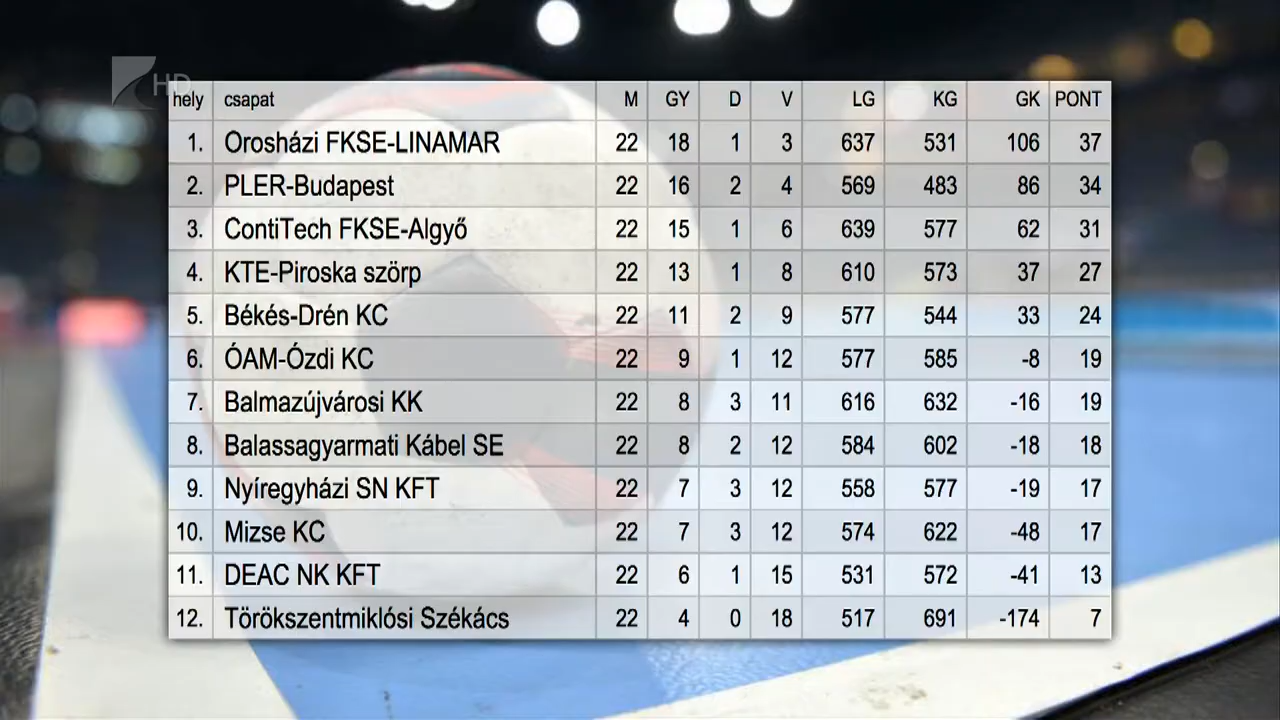 HD
hely csapat M GY D V LG KG GK PONT
1. Orosházi FKSE-LINAMAR 22 18 1 3 637 531 106 37
2. PLER-Budapest 22 16 2 4 569 483 86 34
3. ContiTech FKSE-Algyő 22 15 1 6 639 577 62 31
4. KTE-Piroska szörp 22 13 1 8 610 573 37 27
5. Békés-Drén KC 22 11 2 9 577 544 33 24
6. ÓAM-Ózdi KC 22 9 1 12 577 585 -8 19
7. Balmazújvárosi KK 22 8 3 11 616 632 -16 19
8. Balassagyarmati Kábel SE 22 8 2 12 584 602 -18 18
9. Nyíregyházi SN KFT 22 7 3 12 558 577 -19 17
10. Mizse KC 22 7 3 12 574 622 -48 17
11. DEAC NK KFT 22 6 1 15 531 572 -41 13
12. Törökszentmiklósi Székács 22 4 0 18 517 691 -174 7